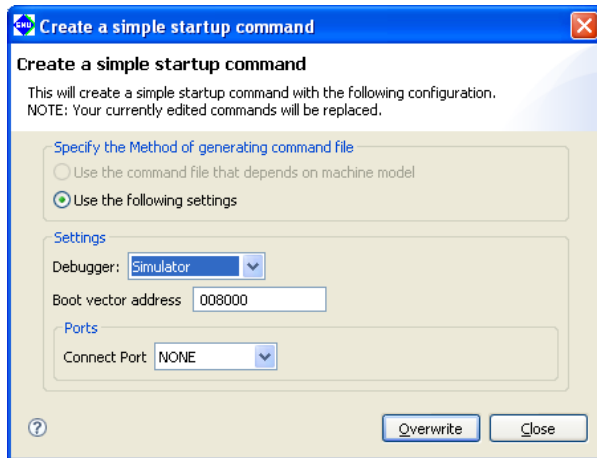 GNU Create a simple startup command
Create a simple startup command
This will create a simple startup command with the following configuration.
NOTE: Your currently edited commands will be replaced.
Specify the Method of generating command file
Use the command file that depends on machine model
Use the following settings
Settings
Debugger: Simulator
Boot vector address 008000
Ports
Connect Port NONE
? Overwrite Close